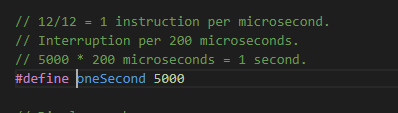 // 12/12 = 1 instruction per microsecond.
// Interruption per 200 microseconds.
// 5000 * 200 microseconds = 1 second.
#define oneSecond 5000